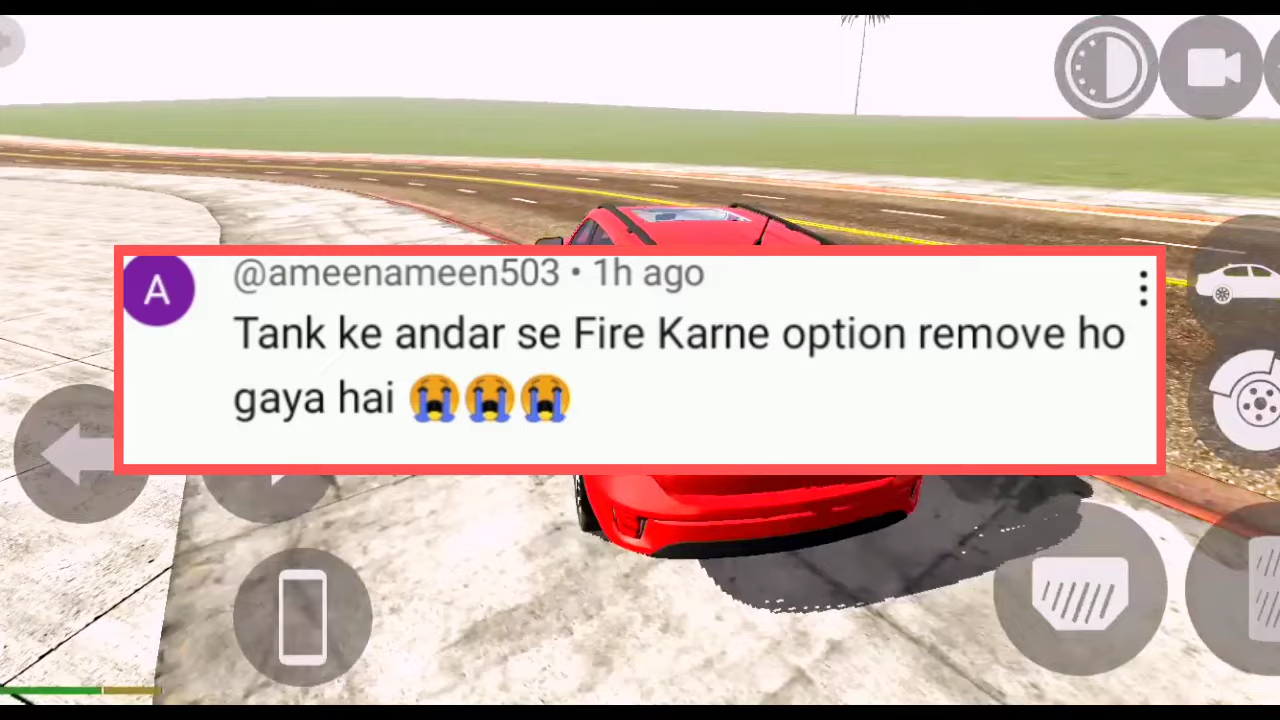 A
@ameenameen503 • 1h ago
Tank ke andar se Fire Karne option remove ho
gaya hai 😭😭😭